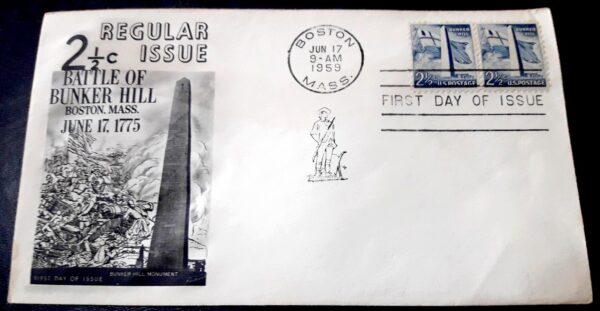 REGULAR
2½c ISSUE
BATTLE OF
BUNKER HILL
BOSTON, MASS.
JUNE 17, 1775
FIRST DAY OF ISSUE
BUNKER HILL MONUMENT
BOSTON
JUN 17
9-AM
1959
MASS.
BUNKER HILL
2½¢ U.S. POSTAGE
BUNKER HILL
2½¢ U.S. POSTAGE
FIRST DAY OF ISSUE